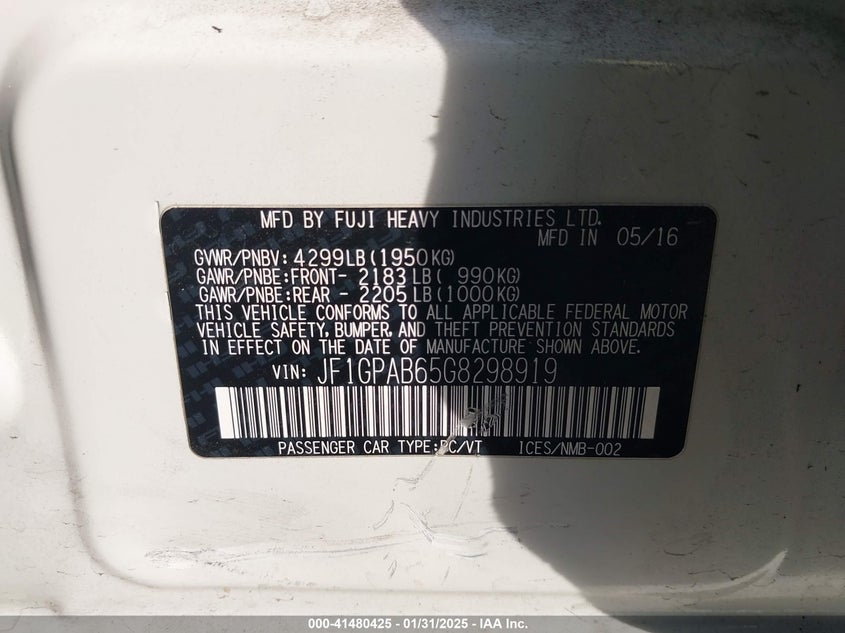 MFD BY FUJI HEAVY INDUSTRIES LTD.
MFD IN 05/16
GVWR/PNBV: 4299LB(1950KG)
GAWR/PNBE:FRONT- 2183LB( 990KG)
GAWR/PNBE:REAR - 2205LB(1000KG)
THIS VEHICLE CONFORMS TO ALL APPLICABLE FEDERAL MOTOR
VEHICLE SAFETY, BUMPER, AND THEFT PREVENTION STANDARDS
IN EFFECT ON THE DATE OF MANUFACTURE SHOWN ABOVE.
VIN: JF1GPAB65G8298919
PASSENGER CAR TYPE:PC/VT ICES/NMB-002
000-41480425 - 01/31/2025 - IAA Inc.